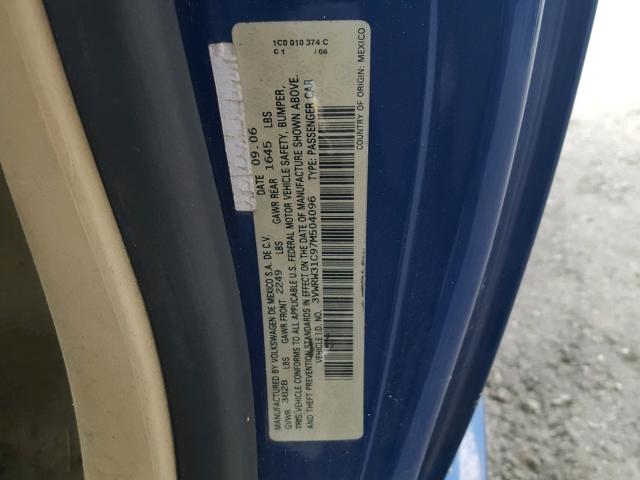 MANUFACTURED BY VOLKSWAGEN DE MEXICO S.A. DE C.V. DATE 09.06
GVWR 3828 LBS GAWR FRONT 2249 LBS GAWR REAR 1645 LBS
THIS VEHICLE CONFORMS TO ALL APPLICABLE U.S. FEDERAL MOTOR VEHICLE SAFETY, BUMPER,
AND THEFT PREVENTION STANDARDS IN EFFECT ON THE DATE OF MANUFACTURE SHOWN ABOVE.
VEHICLE I.D. NO. 3VWRW31C97M504096 TYPE: PASSENGER CAR
1C0 010 374 C
C 1 / 06
COUNTRY OF ORIGIN: MEXICO